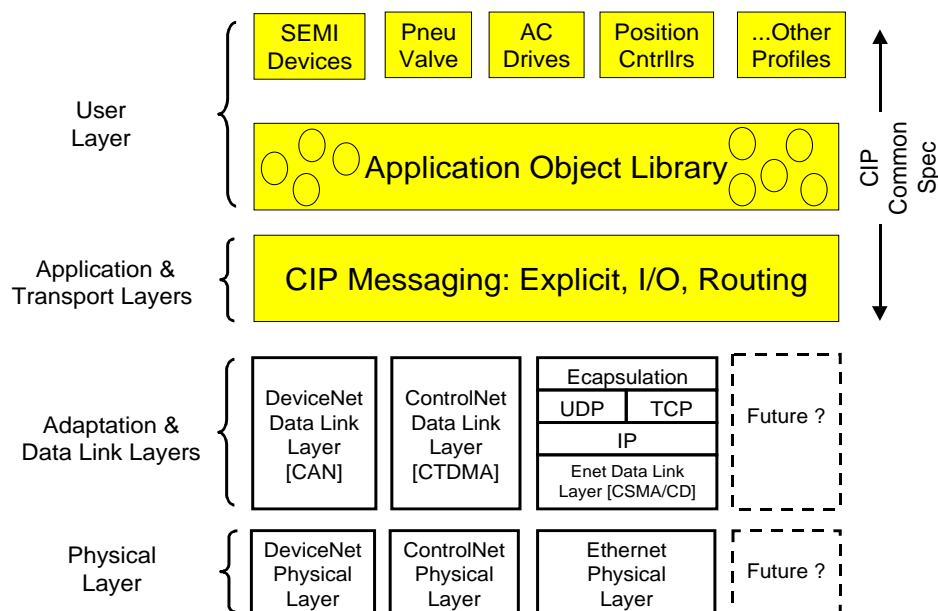 SEMI
Devices
Pneu
Valve
AC
Drives
Position
Cntrllrs
...Other
Profiles
User
Layer
Application Object Library
CIP
Common
Spec
Application &
Transport Layers
CIP Messaging: Explicit, I/O, Routing
Adaptation &
Data Link Layers
DeviceNet
Data Link
Layer
[CAN]
ControlNet
Data Link
Layer
[CTDMA]
Ecapsulation
UDP
TCP
IP
Enet Data Link
Layer [CSMA/CD]
Future ?
Physical
Layer
DeviceNet
Physical
Layer
ControlNet
Physical
Layer
Ethernet
Physical
Layer
Future ?